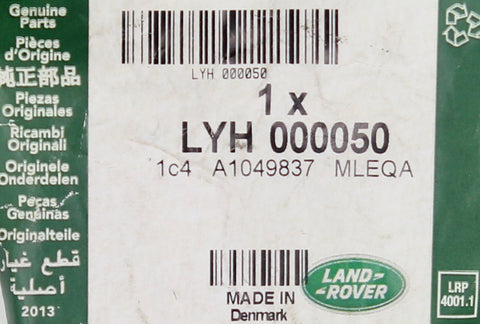 Genuine
Parts
Pièces
d'Origine
純正部品
Piezas
Originales
Ricambi
Originali
Originele
Onderdelen
Peças
Genuinas
Originalteile
قطع غيار
أصلية
2013
LYH 000050
1 x
LYH 000050
1c4 A1049837 MLEQA
MADE IN
Denmark
LAND-
-ROVER
LRP
4001.1